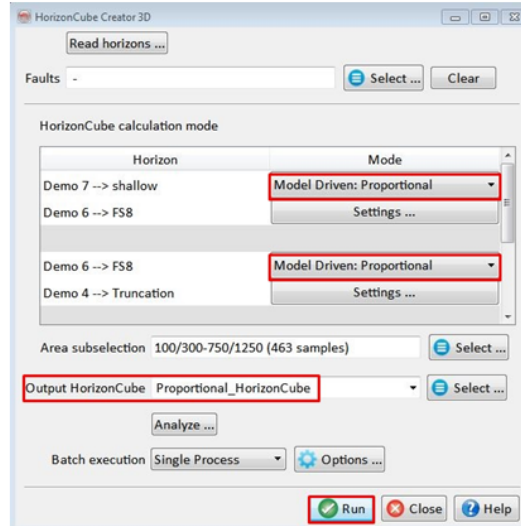 HorizonCube Creator 3D
Read horizons ...
Faults - Select ... Clear
HorizonCube calculation mode
Horizon Mode
Demo 7 --> shallow Model Driven: Proportional
Demo 6 --> FS8 Settings ...
Demo 6 --> FS8 Model Driven: Proportional
Demo 4 --> Truncation Settings ...
Area subselection 100/300-750/1250 (463 samples) Select ...
Output HorizonCube Proportional_HorizonCube Select ...
Analyze ...
Batch execution Single Process Options ...
Run Close Help